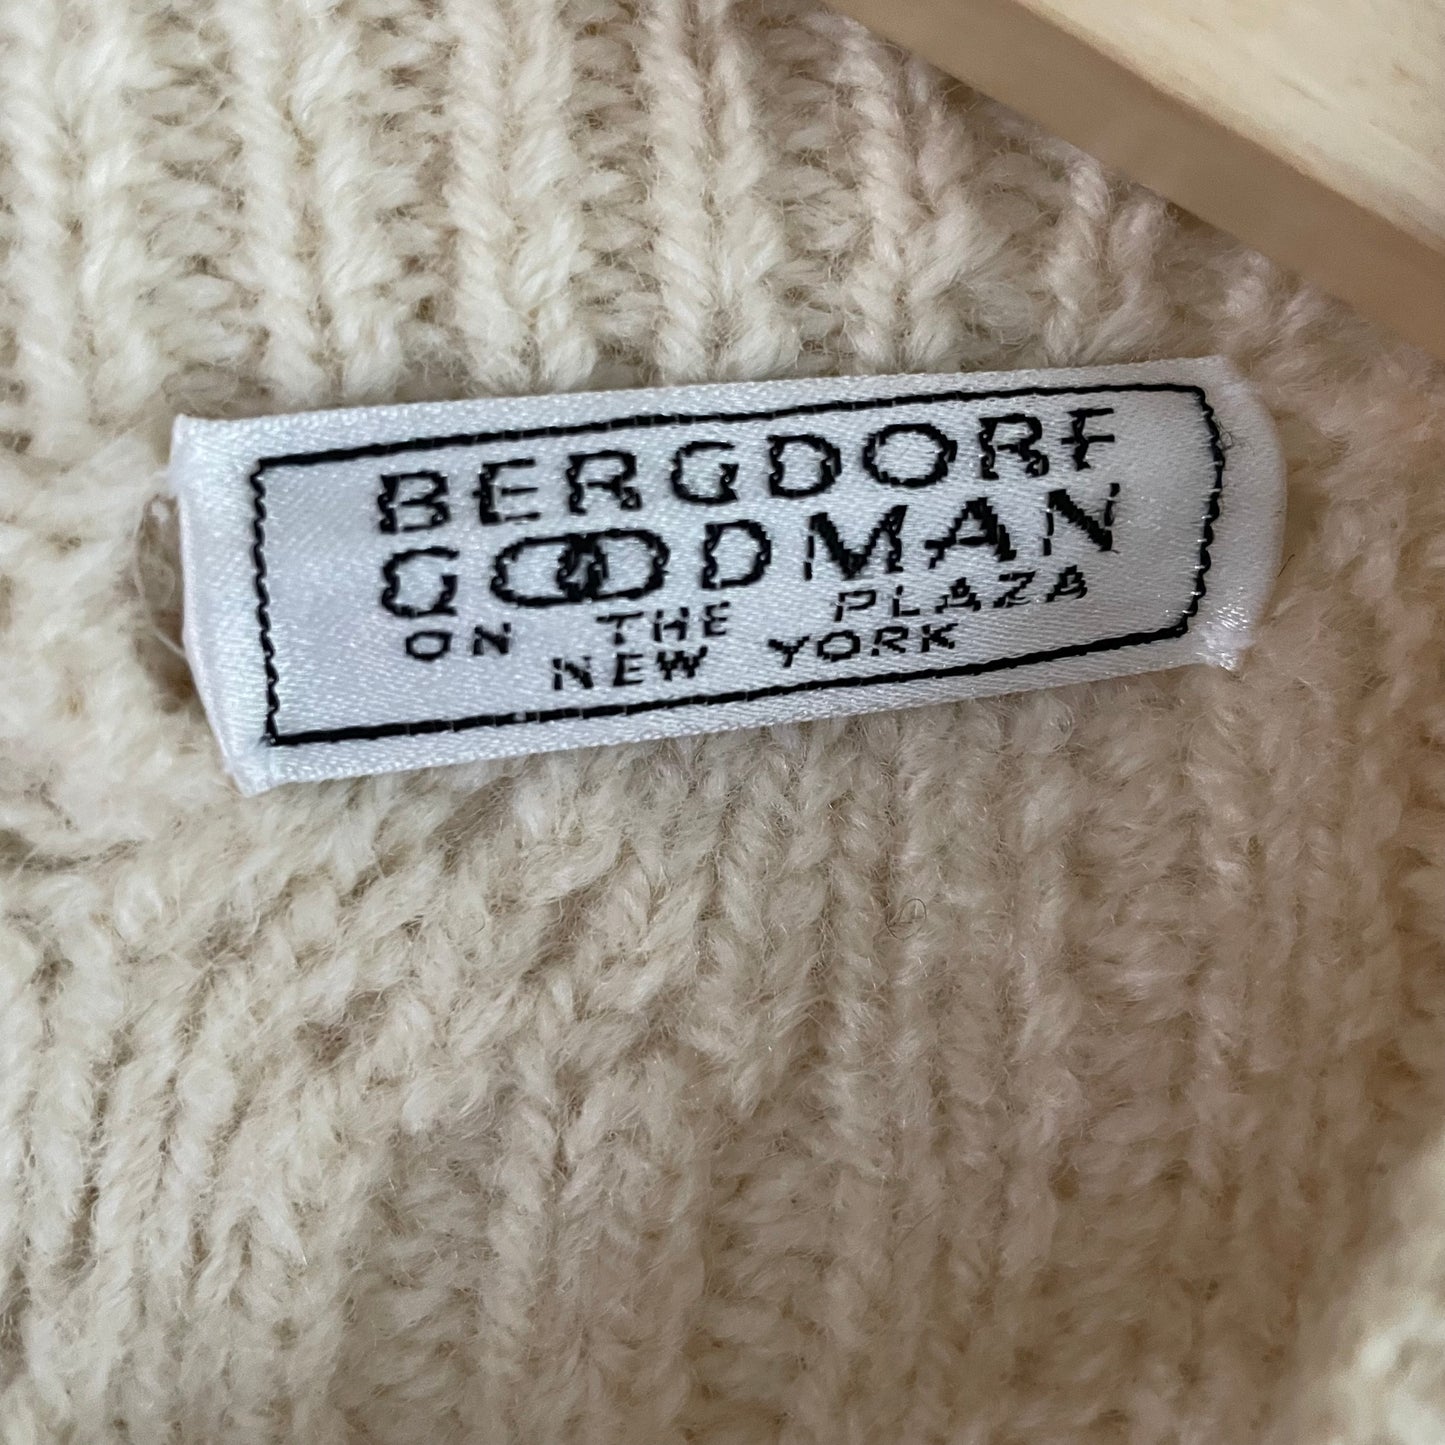 BERGDORF
GOODMAN
ON THE PLAZA
NEW YORK